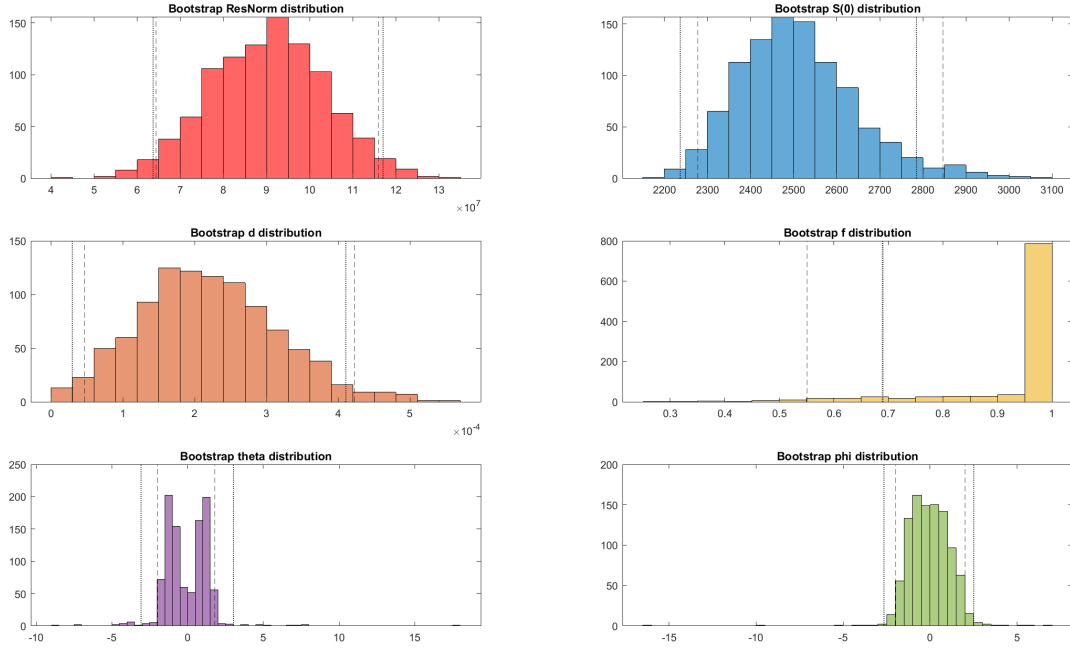 Bootstrap ResNorm distribution
150
100
50
0
4 5 6 7 8 9 10 11 12 13
×10^7
Bootstrap S(0) distribution
150
100
50
0
2200 2300 2400 2500 2600 2700 2800 2900 3000 3100
Bootstrap d distribution
150
100
50
0
0 1 2 3 4 5
×10^-4
Bootstrap f distribution
800
600
400
200
0
0.3 0.4 0.5 0.6 0.7 0.8 0.9 1
Bootstrap theta distribution
250
200
150
100
50
0
-10 -5 0 5 10 15
Bootstrap phi distribution
200
150
100
50
0
-15 -10 -5 0 5